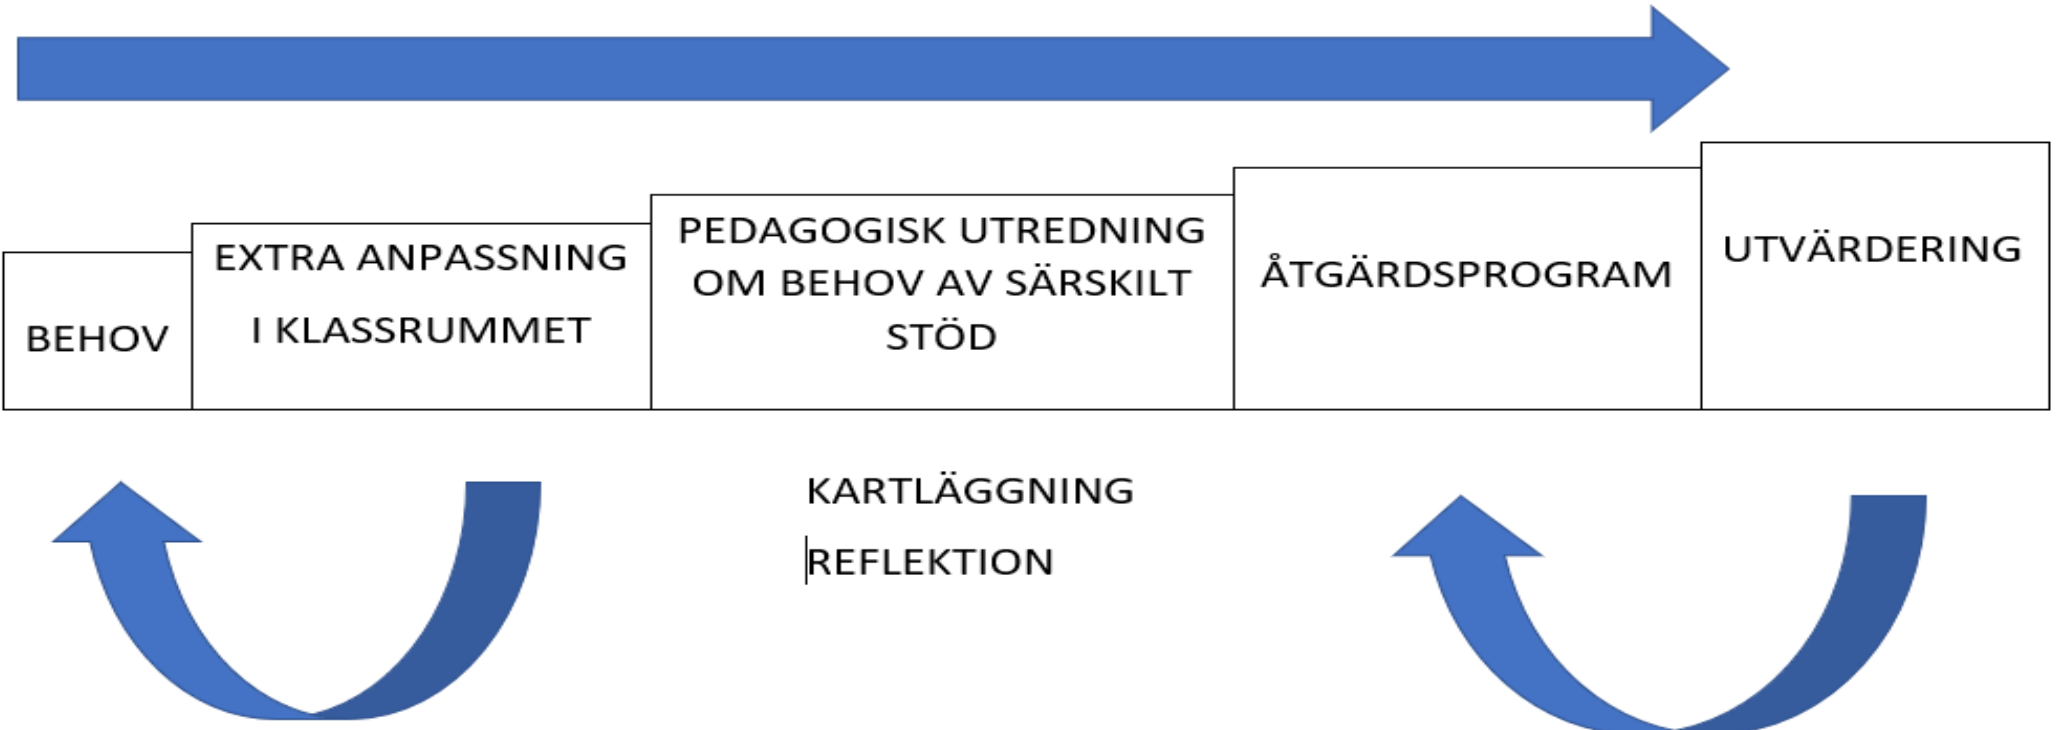 BEHOV
EXTRA ANPASSNING
I KLASSRUMMET
PEDAGOGISK UTREDNING
OM BEHOV AV SÄRSKILT
STÖD
ÅTGÄRDSPROGRAM
UTVÄRDERING
KARTLÄGGNING
REFLEKTION